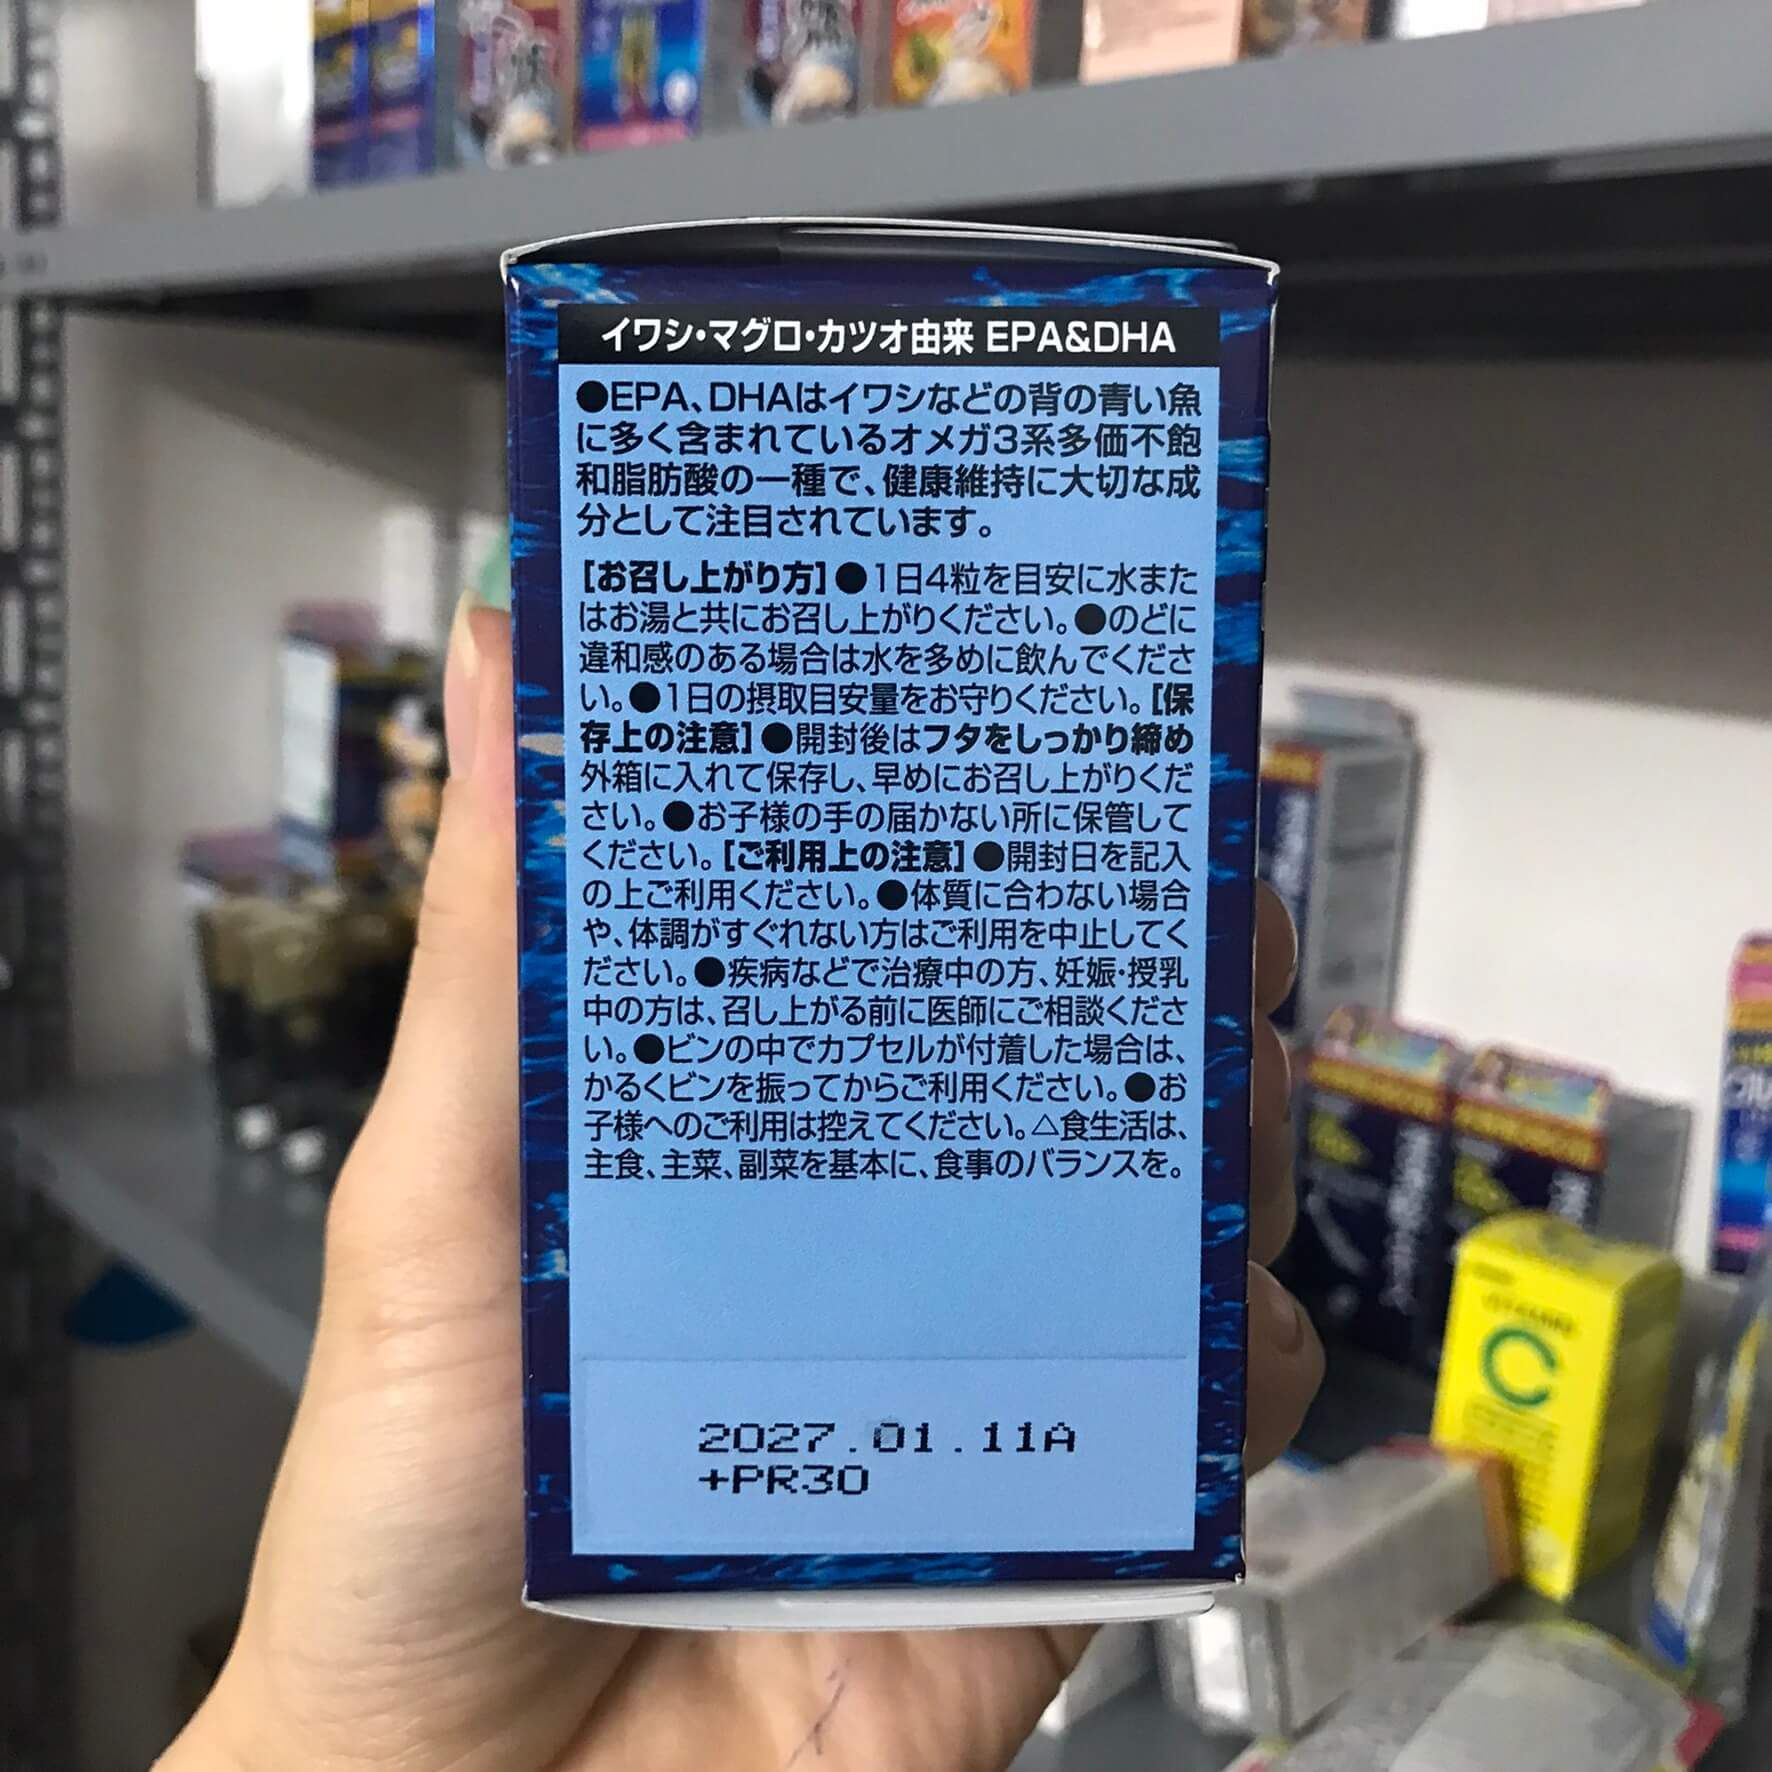 イワシ・マグロ・カツオ由来 EPA&DHA
●EPA、DHAはイワシなどの背の青い魚
に多く含まれているオメガ3系多価不飽
和脂肪酸の一種で、健康維持に大切な成
分として注目されています。
[お召し上がり方]●1日4粒を目安に水また
はお湯と共にお召し上がりください。●のどに
違和感のある場合は水を多めに飲んでくださ
い。●1日の摂取目安量をお守りください。[保
存上の注意]●開封後はフタをしっかり締め
外箱に入れて保存し、早めにお召し上がりくだ
さい。●お子様の手の届かない所に保管して
ください。[ご利用上の注意]●開封日を記入
の上ご利用ください。●体質に合わない場合
や、体調がすぐれない方はご利用を中止してく
ださい。●疾病などで治療中の方、妊娠・授乳
中の方は、召し上がる前に医師にご相談くださ
い。●ビンの中でカプセルが付着した場合は、
かるくビンを振ってからご利用ください。●お
子様へのご利用は控えてください。△食生活は、
主食、主菜、副菜を基本に、食事のバランスを。
2027.01.11A
+PR30
C